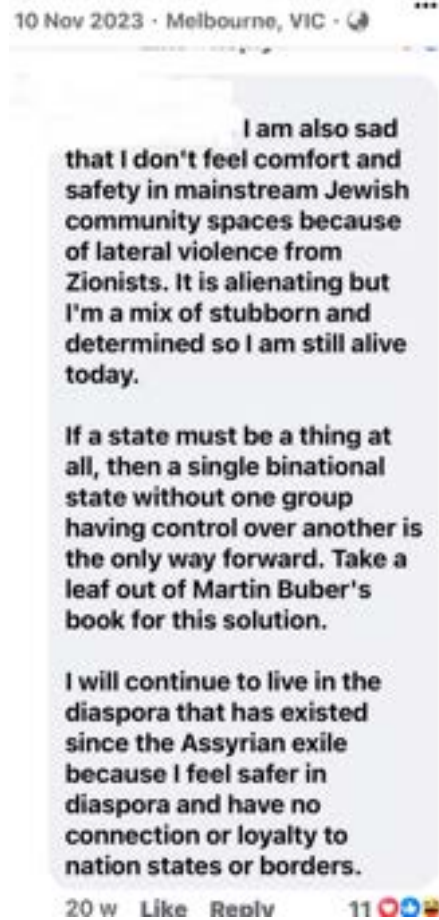 10 Nov 2023 · Melbourne, VIC ·
I am also sad
that I don't feel comfort and
safety in mainstream Jewish
community spaces because
of lateral violence from
Zionists. It is alienating but
I'm a mix of stubborn and
determined so I am still alive
today.
If a state must be a thing at
all, then a single binational
state without one group
having control over another is
the only way forward. Take a
leaf out of Martin Buber's
book for this solution.
I will continue to live in the
diaspora that has existed
since the Assyrian exile
because I feel safer in
diaspora and have no
connection or loyalty to
nation states or borders.
20 w Like Reply 11